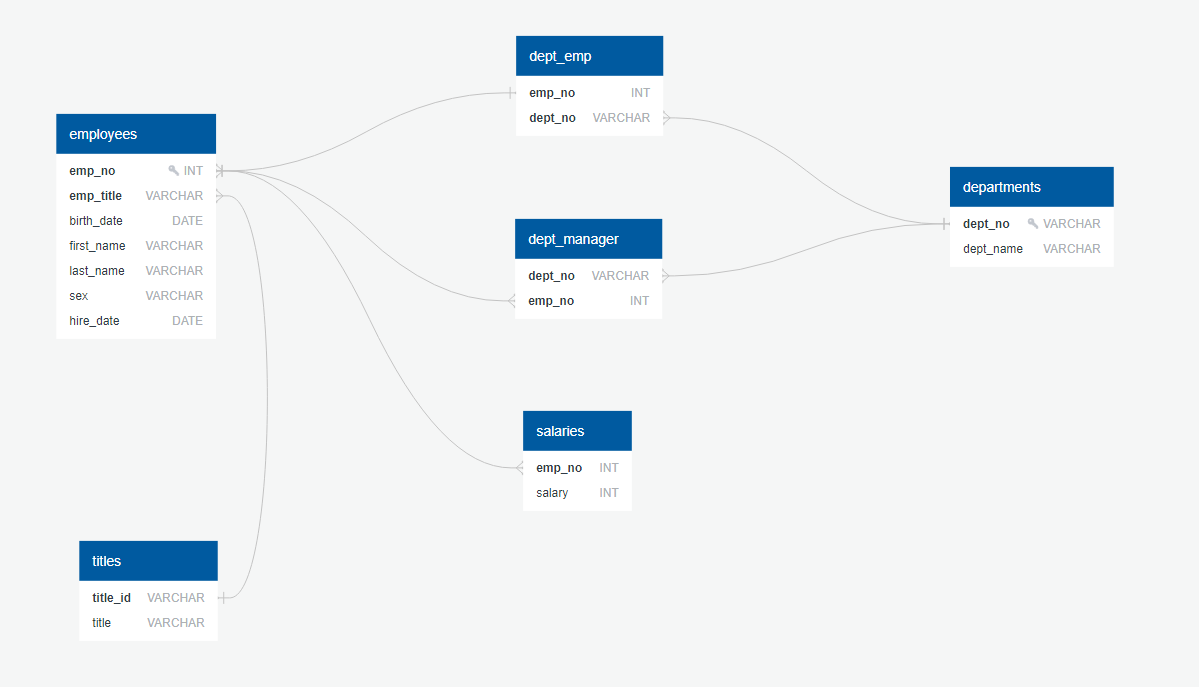 dept_emp
emp_no INT
dept_no VARCHAR
employees
emp_no INT
emp_title VARCHAR
birth_date DATE
first_name VARCHAR
last_name VARCHAR
sex VARCHAR
hire_date DATE
departments
dept_no VARCHAR
dept_name VARCHAR
dept_manager
dept_no VARCHAR
emp_no INT
salaries
emp_no INT
salary INT
titles
title_id VARCHAR
title VARCHAR